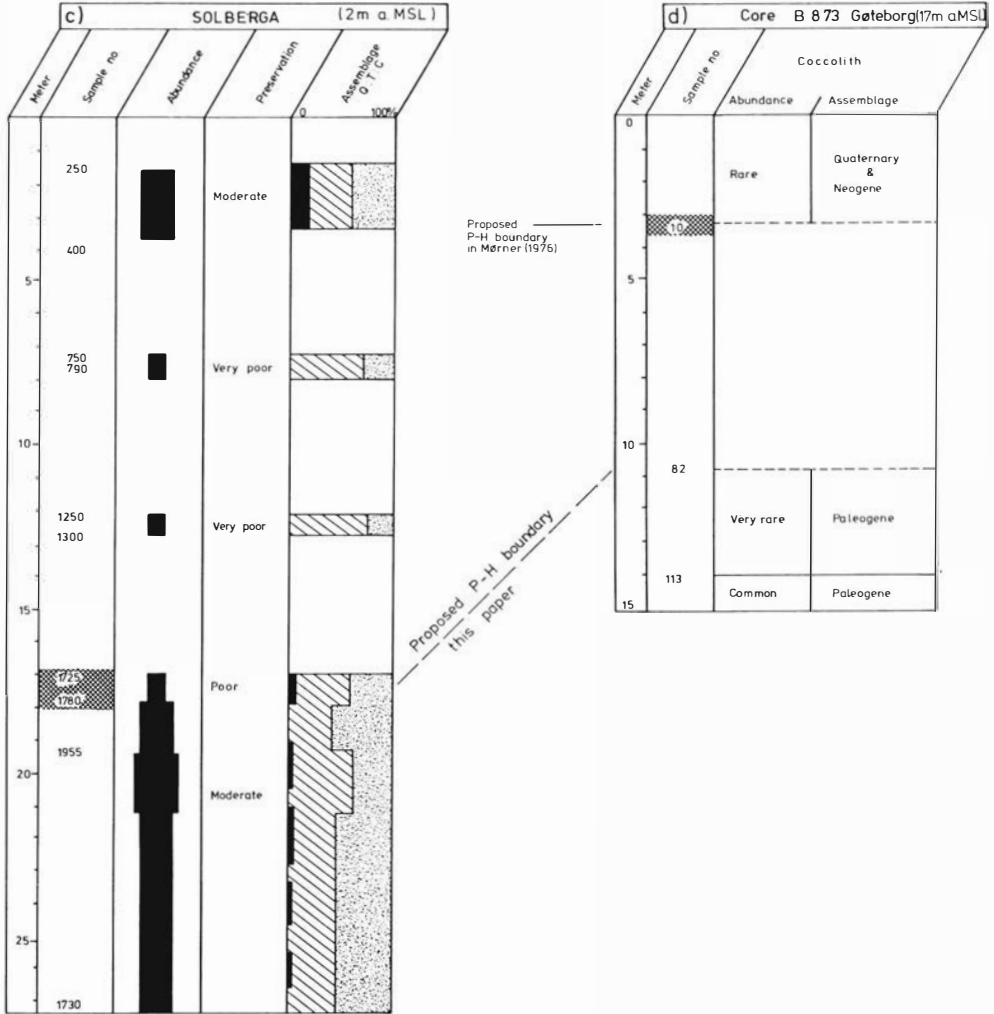 c) SOLBERGA (2m a. MSL)
Meter
Sample no
Abundance
Preservation
Assemblage
Q T C
0 100%
250
Moderate
400
5
750
Very poor
790
10
1250
Very poor
1300
15
1725
Poor
1780
1955
20
Moderate
25
1730
Proposed
P-H boundary
in Mørner (1976)
Proposed P-H boundary
this paper
d) Core B 873 Gøteborg(17m aMSL)
Meter
Sample no
Coccolith
Abundance Assemblage
0
Rare
Quaternary
&
Neogene
10
5
10
82
Very rare Paleogene
113
Common Paleogene
15